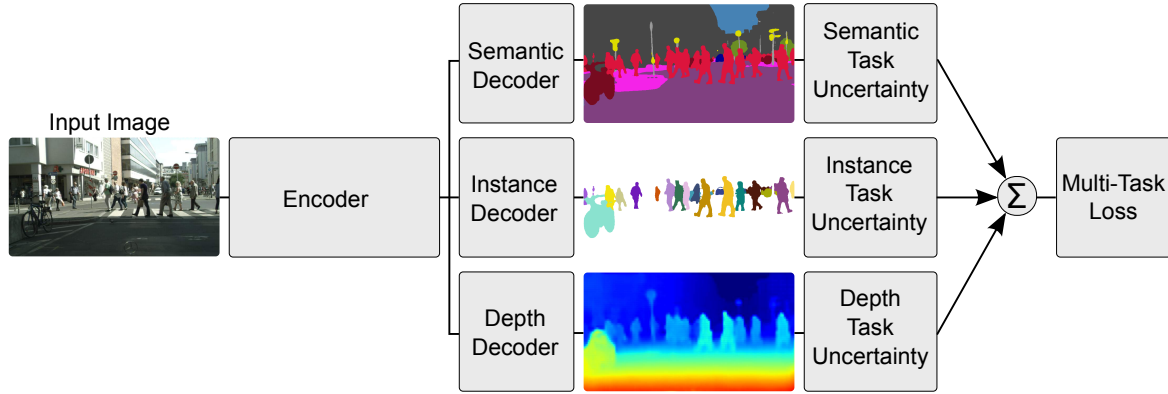 Input Image
Encoder
Semantic
Decoder
Instance
Decoder
Depth
Decoder
Semantic
Task
Uncertainty
Instance
Task
Uncertainty
Depth
Task
Uncertainty
Σ
Multi-Task
Loss